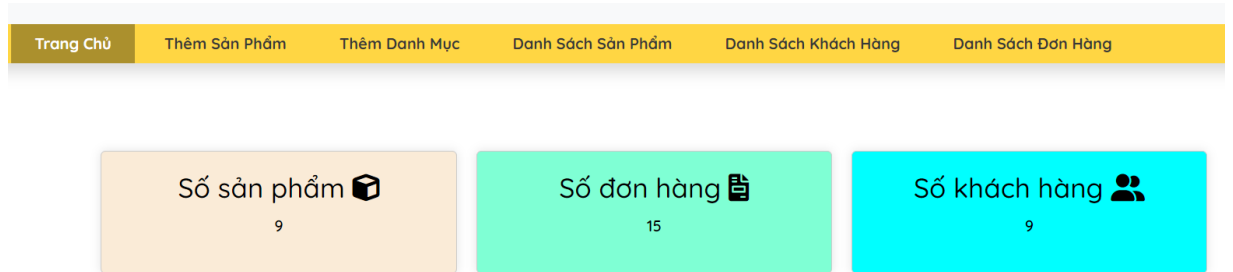 Trang Chủ Thêm Sản Phẩm Thêm Danh Mục Danh Sách Sản Phẩm Danh Sách Khách Hàng Danh Sách Đơn Hàng
Số sản phẩm
9
Số đơn hàng
15
Số khách hàng
9